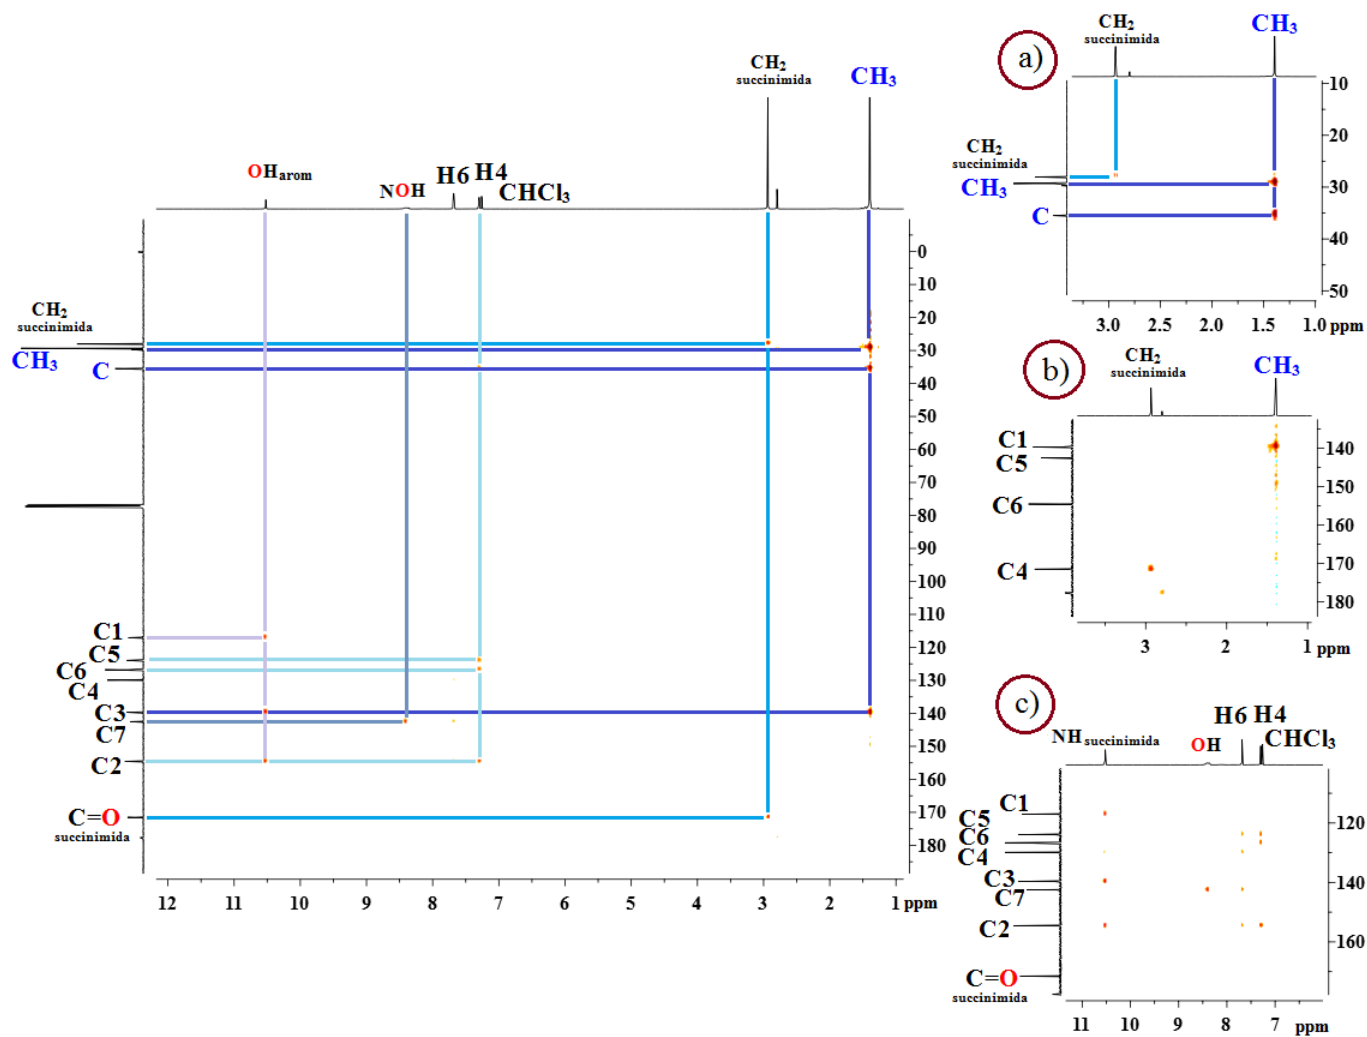 CH2
succinimida
CH3
OHarom
NOH
H6
H4
CHCl3
CH2
succinimida
CH3
C
C1
C5
C6
C4
C3
C7
C2
C=O
succinimida
0
10
20
30
40
50
60
70
80
90
100
110
120
130
140
150
160
170
180
12 11 10 9 8 7 6 5 4 3 2 1 ppm
a)
CH2
succinimida
CH3
CH2
succinimida
CH3
C
10
20
30
40
50
3.0 2.5 2.0 1.5 1.0 ppm
b)
CH2
succinimida
CH3
C1
C5
C6
C4
140
150
160
170
180
3 2 1 ppm
c)
NHsuccinimida
OH
H6 H4
CHCl3
C1
C5
C6
C4
C3
C7
C2
C=O
succinimida
120
140
160
11 10 9 8 7 ppm